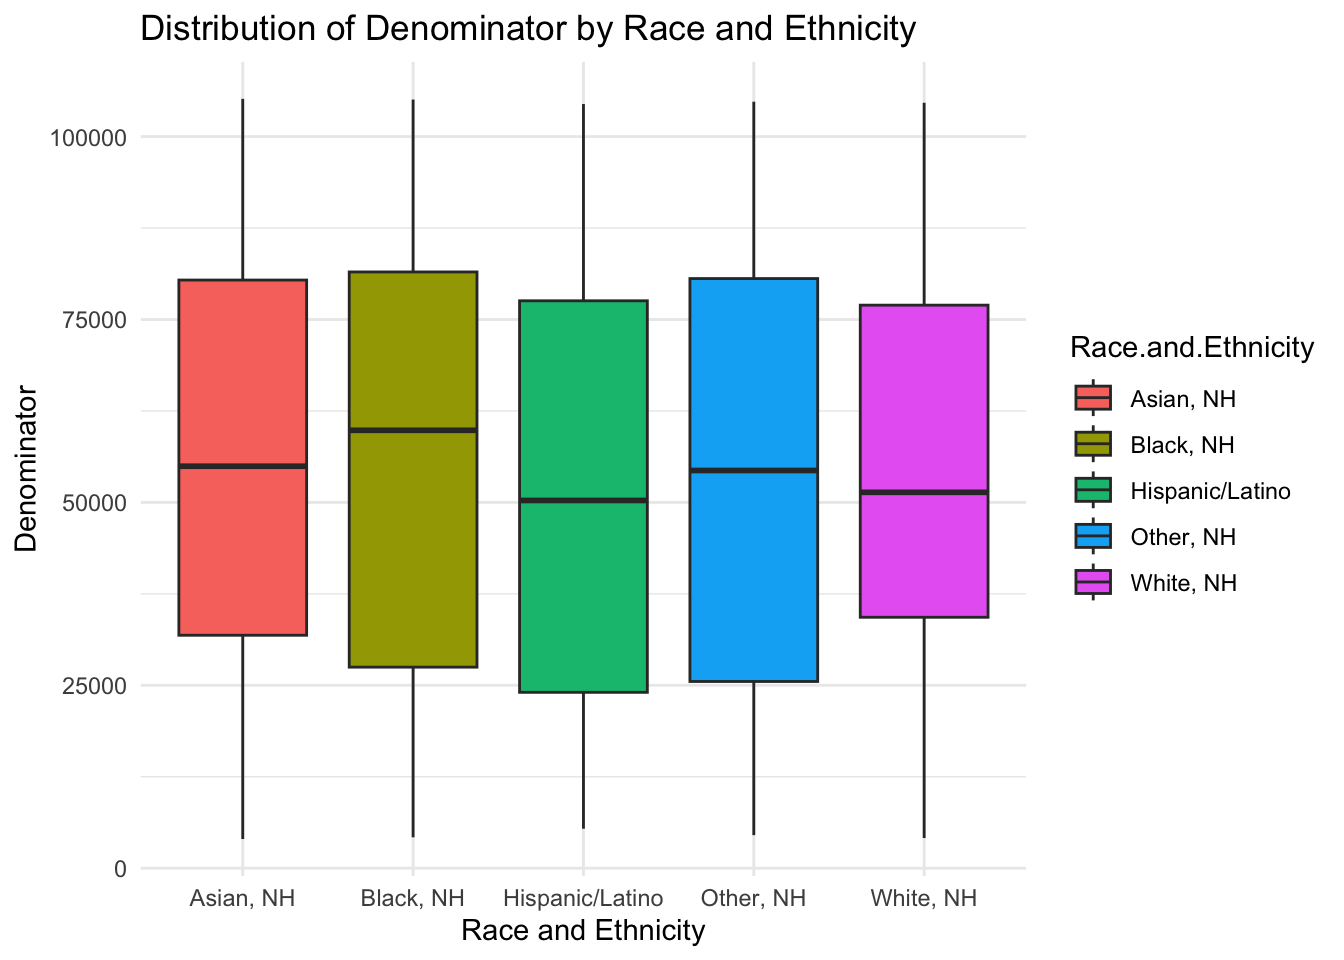 Distribution of Denominator by Race and Ethnicity
Denominator
100000
75000
50000
25000
0
Asian, NH
Black, NH
Hispanic/Latino
Other, NH
White, NH
Race and Ethnicity
Race.and.Ethnicity
Asian, NH
Black, NH
Hispanic/Latino
Other, NH
White, NH